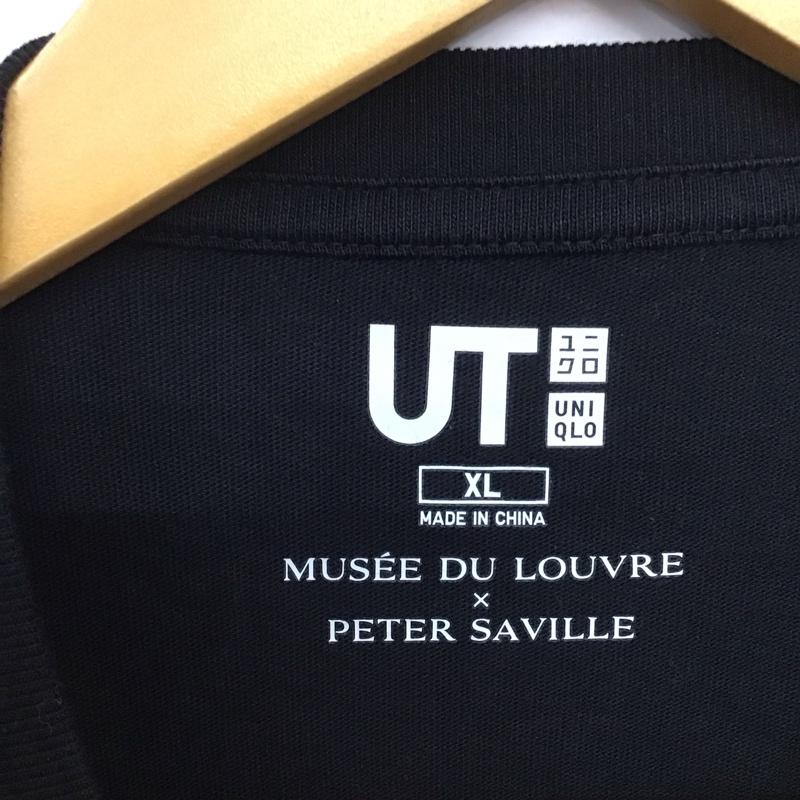 UT
ユニ
クロ
UNI
QLO
XL
MADE IN CHINA
MUSÉE DU LOUVRE
×
PETER SAVILLE